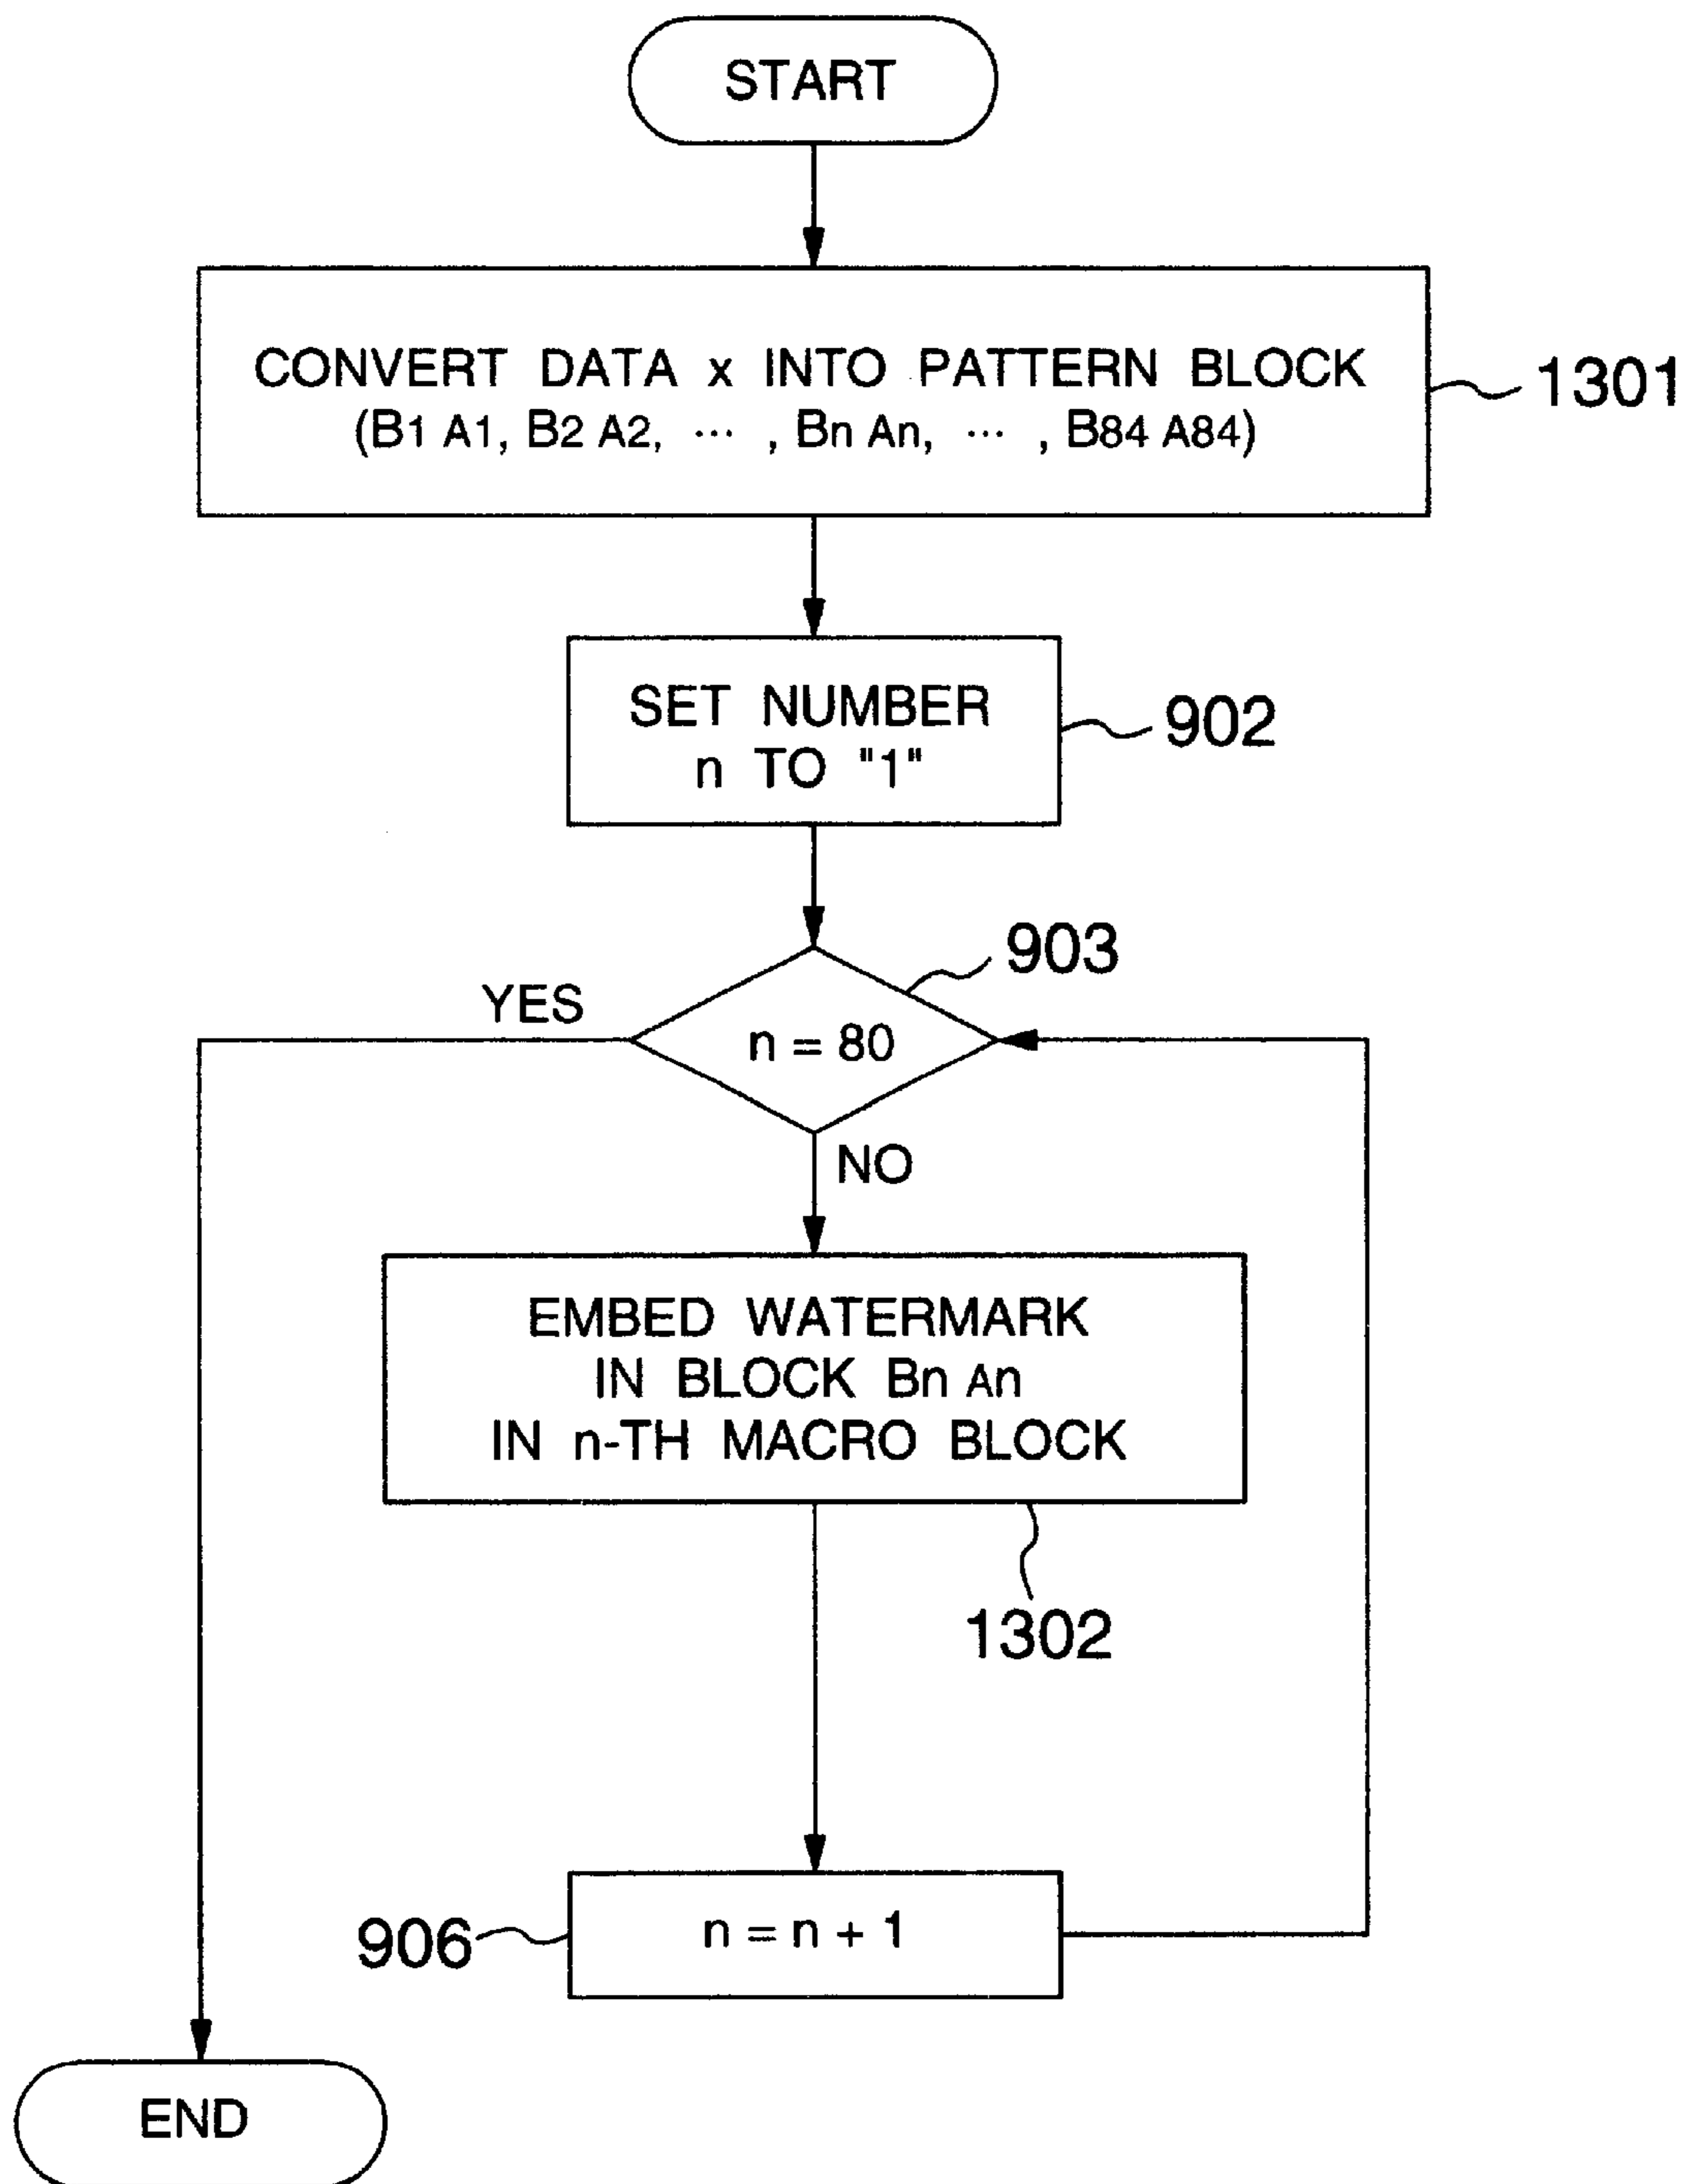 START
CONVERT DATA x INTO PATTERN BLOCK
(B1 A1, B2 A2, ··· , Bn An, ··· , B84 A84)
1301
SET NUMBER
n TO "1"
902
903
YES
n = 80
NO
EMBED WATERMARK
IN BLOCK Bn An
IN n-TH MACRO BLOCK
1302
906
n = n + 1
END